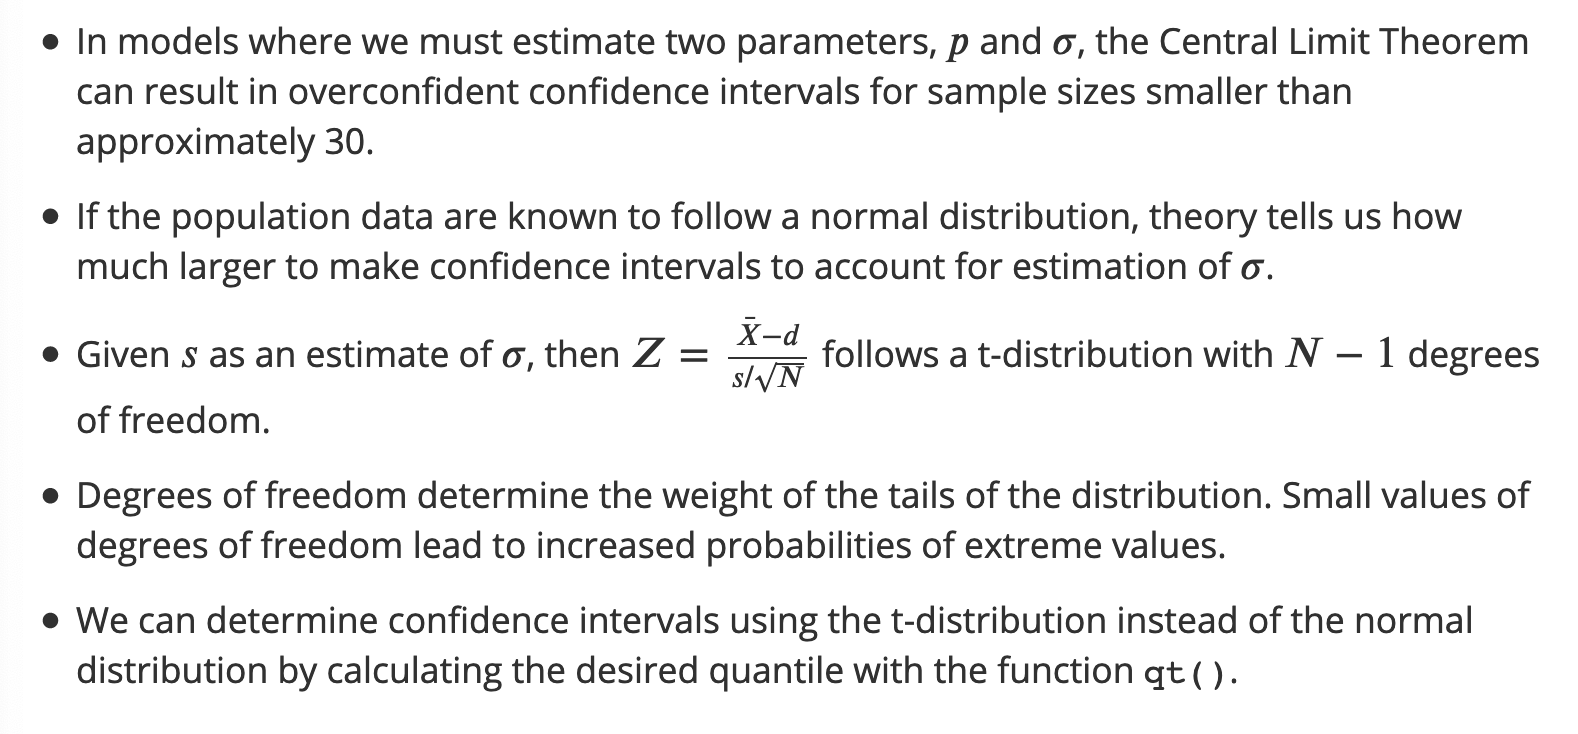 • In models where we must estimate two parameters, p and σ, the Central Limit Theorem
can result in overconfident confidence intervals for sample sizes smaller than
approximately 30.
• If the population data are known to follow a normal distribution, theory tells us how
much larger to make confidence intervals to account for estimation of σ.
• Given s as an estimate of σ, then Z = \frac{\bar{X}-d}{s/\sqrt{N}} follows a t-distribution with N − 1 degrees
of freedom.
• Degrees of freedom determine the weight of the tails of the distribution. Small values of
degrees of freedom lead to increased probabilities of extreme values.
• We can determine confidence intervals using the t-distribution instead of the normal
distribution by calculating the desired quantile with the function qt().